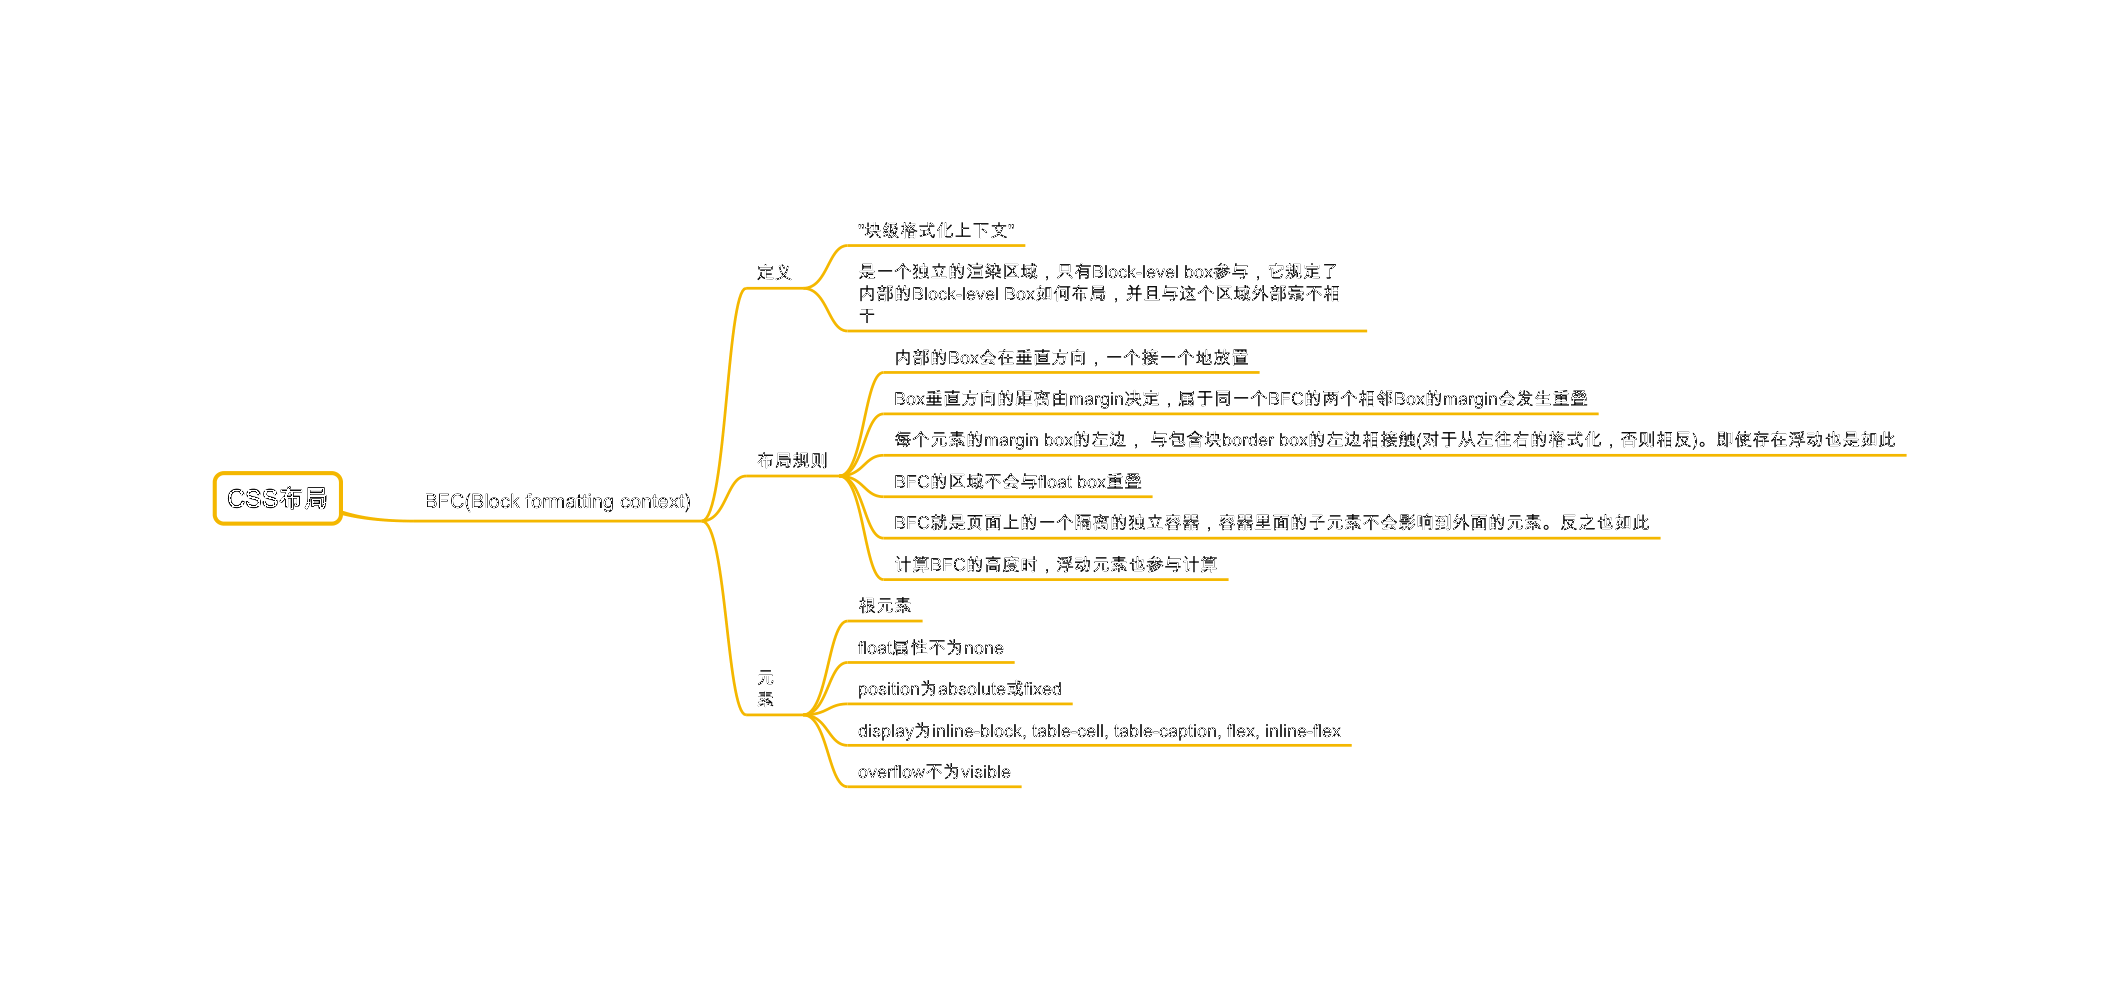 CSS布局
BFC(Block formatting context)
定义
"块级格式化上下文"
是一个独立的渲染区域，只有Block-level box参与，它规定了
内部的Block-level Box如何布局，并且与这个区域外部毫不相
干
布局规则
内部的Box会在垂直方向，一个接一个地放置
Box垂直方向的距离由margin决定，属于同一个BFC的两个相邻Box的margin会发生重叠
每个元素的margin box的左边， 与包含块border box的左边相接触(对于从左往右的格式化，否则相反)。即使存在浮动也是如此
BFC的区域不会与float box重叠
BFC就是页面上的一个隔离的独立容器，容器里面的子元素不会影响到外面的元素。反之也如此
计算BFC的高度时，浮动元素也参与计算
元
素
根元素
float属性不为none
position为absolute或fixed
display为inline-block, table-cell, table-caption, flex, inline-flex
overflow不为visible